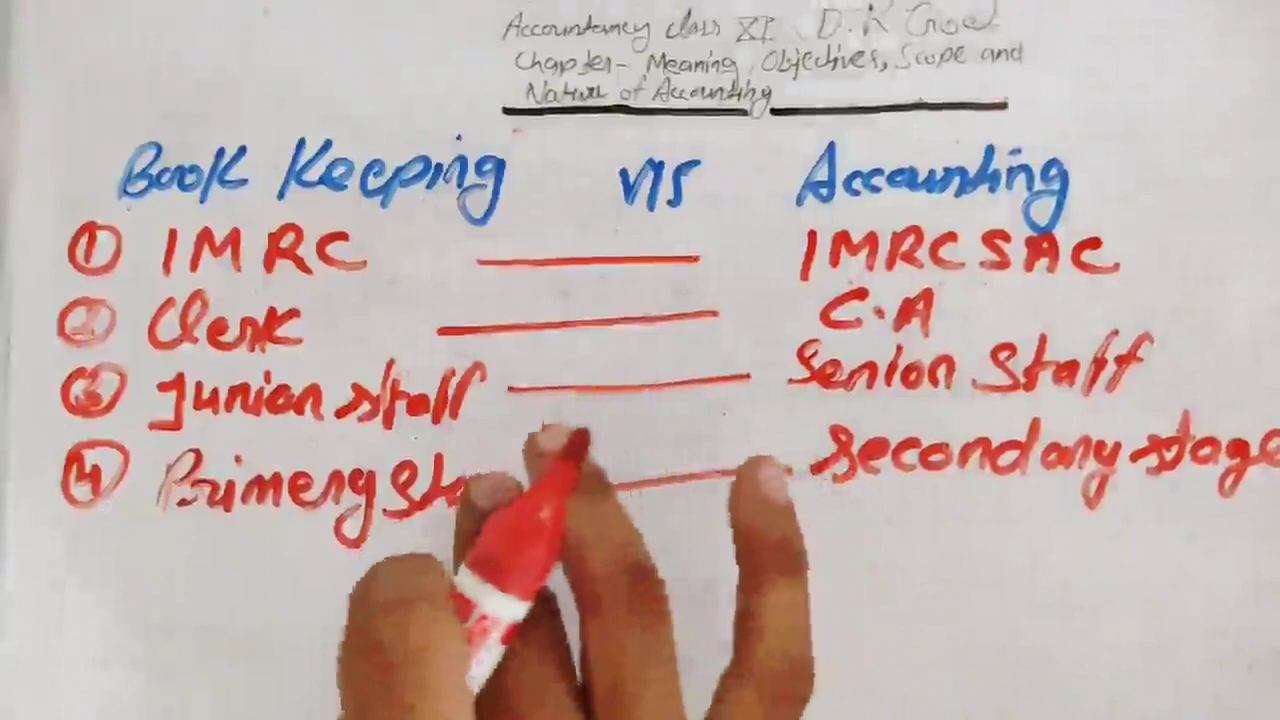 Accountancy class XI D.K Goel
Chapter- Meaning, Objectives, Scope and
Nature of Accounting
Book Keeping V/S Accounting
① IMRC IMRCSAC
② Clerk C.A
③ Junior staff Senior Staff
④ Primery Secondary stage